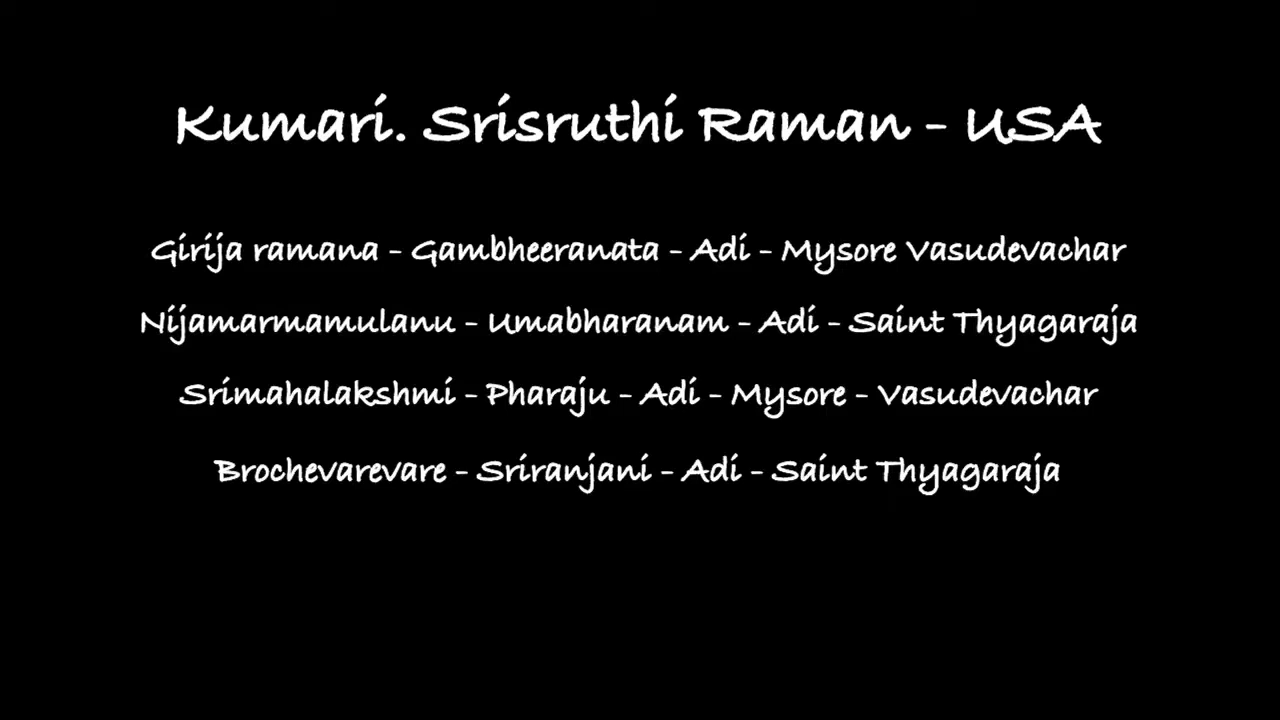 Kumari. Srisruthi Raman - USA
Girija ramana - Gambheeranata - Adi - Mysore Vasudevachar
Nijamarmamulanu - Umabharanam - Adi - Saint Thyagaraja
Srimahalakshmi - Pharaju - Adi - Mysore - Vasudevachar
Brochevarevare - Sriranjani - Adi - Saint Thyagaraja